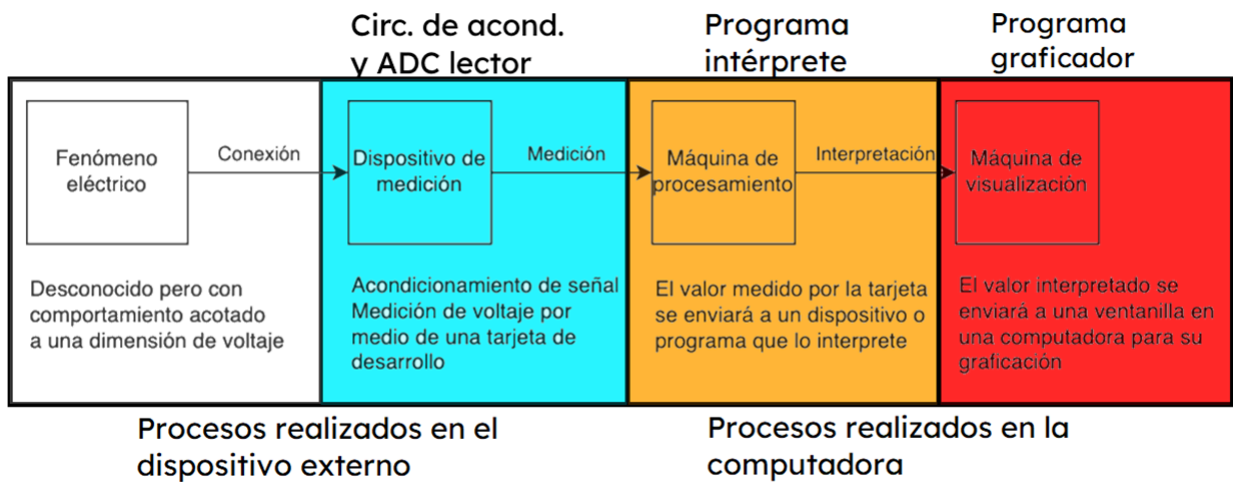 Circ. de acond.
y ADC lector
Programa
intérprete
Programa
graficador
Fenómeno
eléctrico
Conexión
Dispositivo de
medición
Medición
Máquina de
procesamiento
Interpretación
Máquina de
visualización
Desconocido pero con
comportamiento acotado
a una dimensión de voltaje
Acondicionamiento de señal
Medición de voltaje por
medio de una tarjeta de
desarrollo
El valor medido por la tarjeta
se enviará a un dispositivo o
programa que lo interprete
El valor interpretado se
enviará a una ventanilla en
una computadora para su
graficación
Procesos realizados en el
dispositivo externo
Procesos realizados en la
computadora